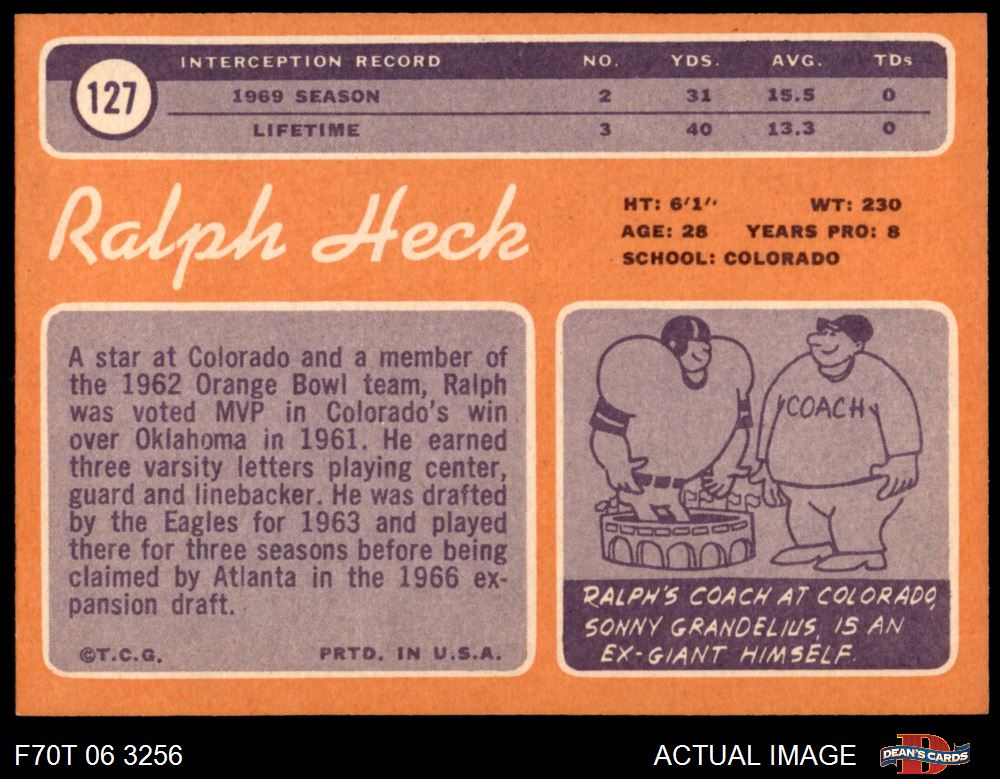 127
INTERCEPTION RECORD NO. YDS. AVG. TDs
1969 SEASON 2 31 15.5 0
LIFETIME 3 40 13.3 0
Ralph Heck
HT: 6'1" WT: 230
AGE: 28 YEARS PRO: 8
SCHOOL: COLORADO
A star at Colorado and a member of
the 1962 Orange Bowl team, Ralph
was voted MVP in Colorado's win
over Oklahoma in 1961. He earned
three varsity letters playing center,
guard and linebacker. He was drafted
by the Eagles for 1963 and played
there for three seasons before being
claimed by Atlanta in the 1966 ex-
pansion draft.
©T.C.G. PRTD. IN U.S.A.
COACH
RALPH'S COACH AT COLORADO,
SONNY GRANDELIUS, IS AN
EX-GIANT HIMSELF.
F70T 06 3256 ACTUAL IMAGE
DEAN'S CARDS